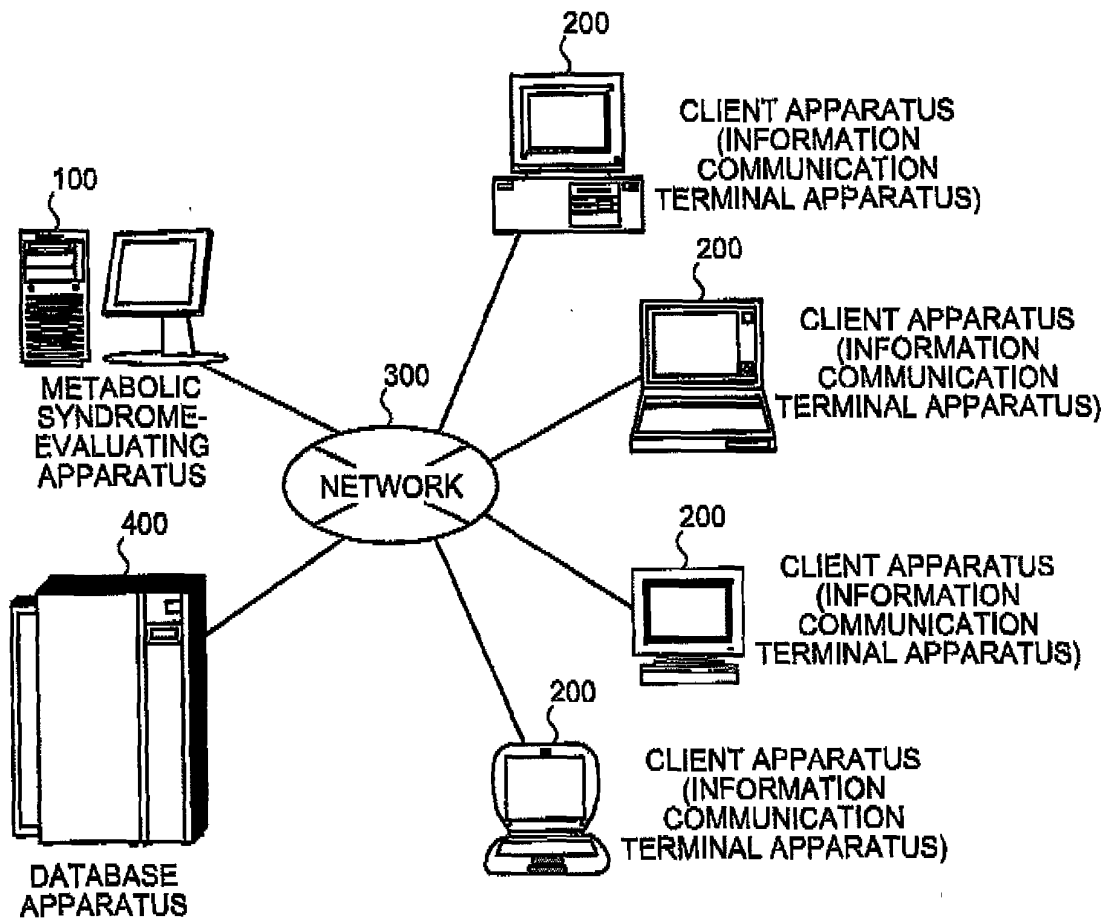 200
CLIENT APPARATUS
(INFORMATION
COMMUNICATION
TERMINAL APPARATUS)
100
METABOLIC
SYNDROME-
EVALUATING
APPARATUS
200
CLIENT APPARATUS
(INFORMATION
COMMUNICATION
TERMINAL APPARATUS)
300
NETWORK
400
DATABASE
APPARATUS
200
CLIENT APPARATUS
(INFORMATION
COMMUNICATION
TERMINAL APPARATUS)
200
CLIENT APPARATUS
(INFORMATION
COMMUNICATION
TERMINAL APPARATUS)